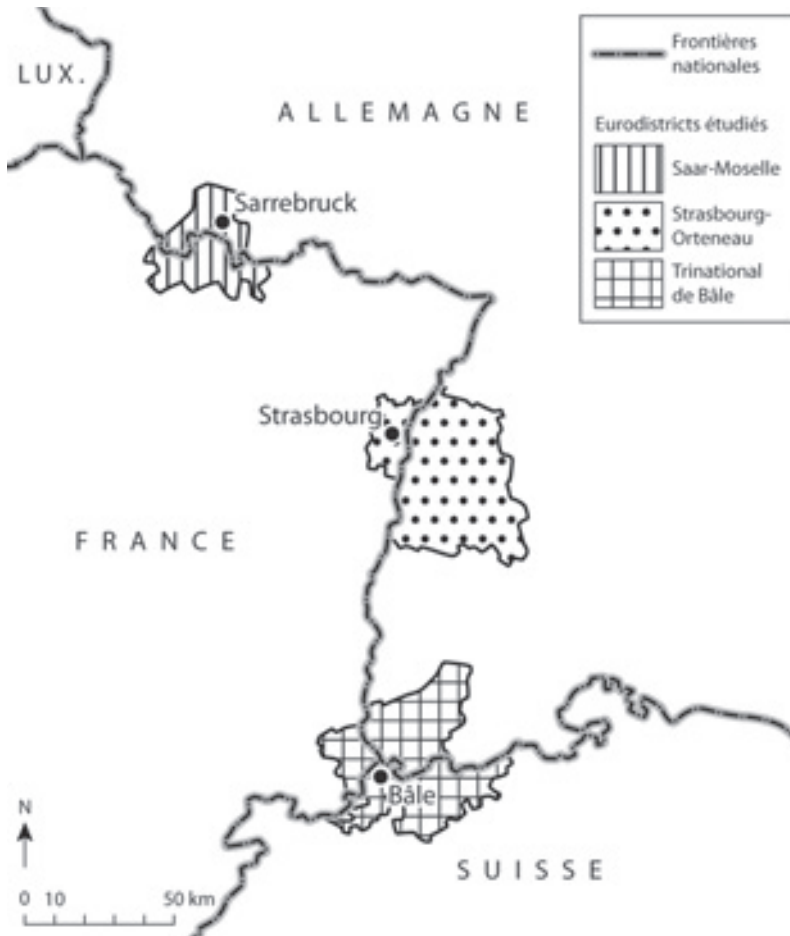 LUX.
ALLEMAGNE
Sarrebruck
Strasbourg
FRANCE
Bâle
SUISSE
N
0 10 50 km
Frontières
nationales
Eurodistricts étudiés
Saar-Moselle
Strasbourg-
Orteneau
Trinational
de Bâle